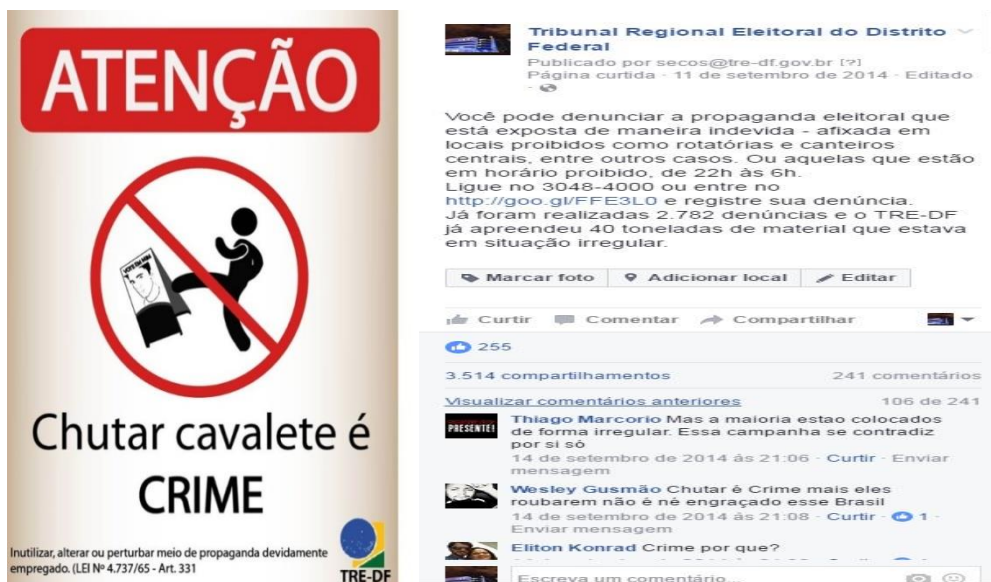 ATENÇÃO
VOTE EM MIM
Chutar cavalete é
CRIME
Inutilizar, alterar ou perturbar meio de propaganda devidamente
empregado. (LEI Nº 4.737/65 - Art. 331
TRE-DF
Tribunal Regional Eleitoral do Distrito
Federal
Publicado por secos@tre-df.gov.br [?]
Página curtida · 11 de setembro de 2014 · Editado
·
Você pode denunciar a propaganda eleitoral que
está exposta de maneira indevida - afixada em
locais proibidos como rotatórias e canteiros
centrais, entre outros casos. Ou aquelas que estão
em horário proibido, de 22h às 6h.
Ligue no 3048-4000 ou entre no
http://goo.gl/FFE3L0 e registre sua denúncia.
Já foram realizadas 2.782 denúncias e o TRE-DF
já apreendeu 40 toneladas de material que estava
em situação irregular.
Marcar foto Adicionar local Editar
Curtir Comentar Compartilhar
255
3.514 compartilhamentos 241 comentários
Visualizar comentários anteriores 106 de 241
PRESENTE!
Thiago Marcorio Mas a maioria estao colocados
de forma irregular. Essa campanha se contradiz
por si só
14 de setembro de 2014 às 21:06 · Curtir · Enviar
mensagem
Wesley Gusmão Chutar é Crime mais eles
roubarem não é né engraçado esse Brasil
14 de setembro de 2014 às 21:08 · Curtir · 1 ·
Enviar mensagem
Eliton Konrad Crime por que?
Escreva um comentário...